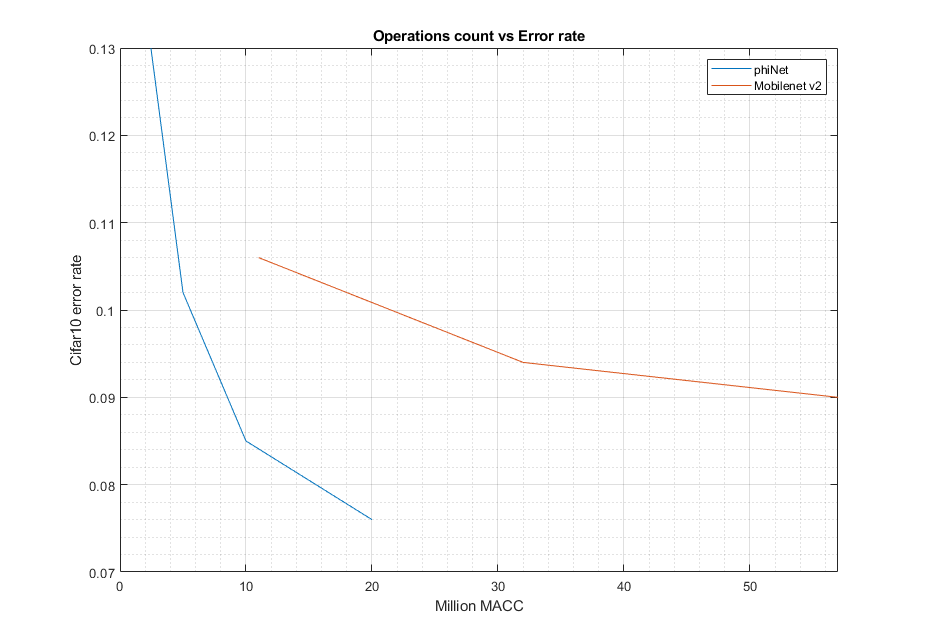 Operations count vs Error rate
phiNet
Mobilenet v2
0.13
0.12
0.11
0.1
0.09
0.08
0.07
Cifar10 error rate
0 10 20 30 40 50
Million MACC